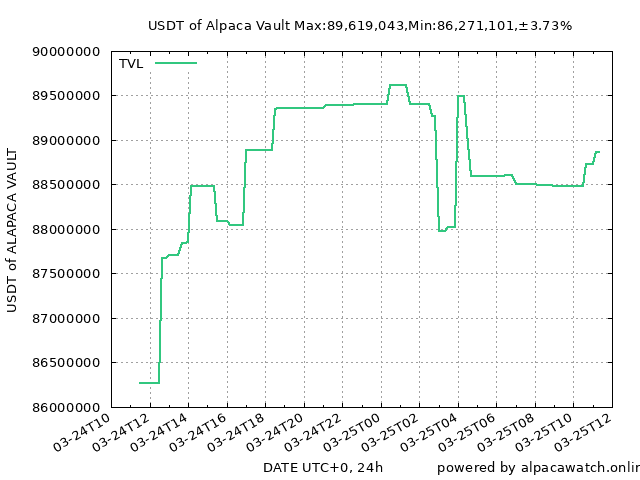 USDT of Alpaca Vault Max:89,619,043,Min:86,271,101,±3.73%
TVL
90000000
89500000
89000000
88500000
88000000
87500000
87000000
86500000
86000000
USDT of ALAPACA VAULT
03-24T10
03-24T12
03-24T14
03-24T16
03-24T18
03-24T20
03-24T22
03-25T00
03-25T02
03-25T04
03-25T06
03-25T08
03-25T10
03-25T12
DATE UTC+0, 24h
powered by alpacawatch.onlin